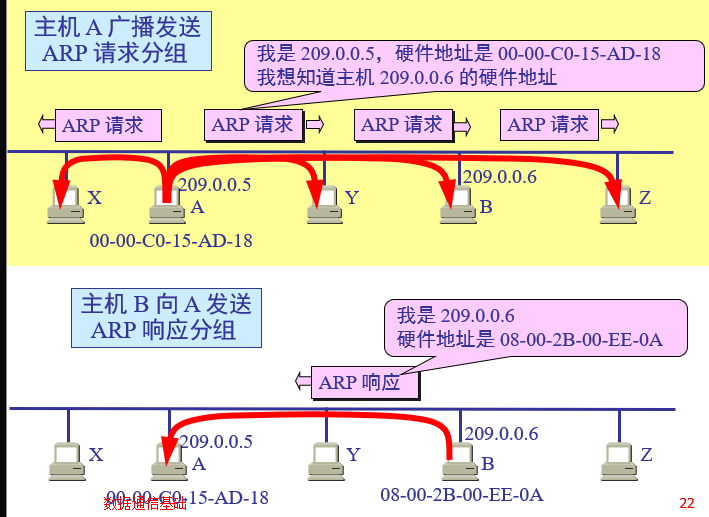 主机 A 广播发送
ARP 请求分组
我是 209.0.0.5，硬件地址是 00-00-C0-15-AD-18
我想知道主机 209.0.0.6 的硬件地址
ARP 请求
ARP 请求
ARP 请求
ARP 请求
209.0.0.5
209.0.0.6
X
A
Y
B
Z
00-00-C0-15-AD-18
主机 B 向 A 发送
ARP 响应分组
我是 209.0.0.6
硬件地址是 08-00-2B-00-EE-0A
ARP 响应
209.0.0.5
209.0.0.6
X
A
Y
B
Z
00-00-C0-15-AD-18
08-00-2B-00-EE-0A
数据通信基础
22